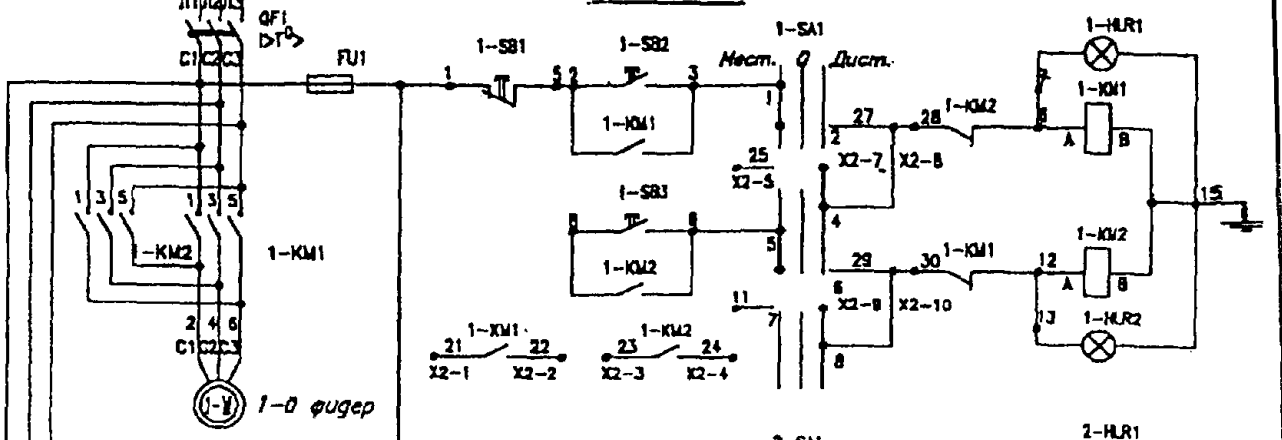 QF1
C1 C2 C3
FU1
1-SB1
1-SB2
1-SA1
1-HLR1
Мест. 0 Дист.
1
5 2
3
1
1-KM1
27
28
1-KM2
1-KM1
A B
2
25
X2-5
X2-7 X2-8
1 3 5
1 3 5
1-KM2
1-KM1
1-SB3
5
4
15
1-KM2
29
30
1-KM1
12
1-KM2
A B
6
11
7
X2-9 X2-10
13
1-HLR2
8
2 4 6
C1 C2 C3
1-KM1
21 22
X2-1 X2-2
1-KM2
23 24
X2-3 X2-4
1-М
1-й фидер
2-SA1
2-HLR1